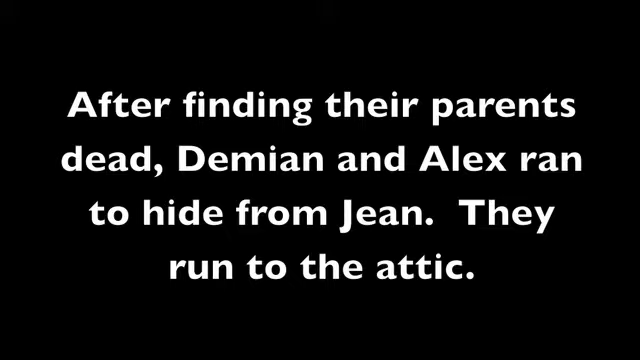 After finding their parents
dead, Demian and Alex ran
to hide from Jean.  They
run to the attic.